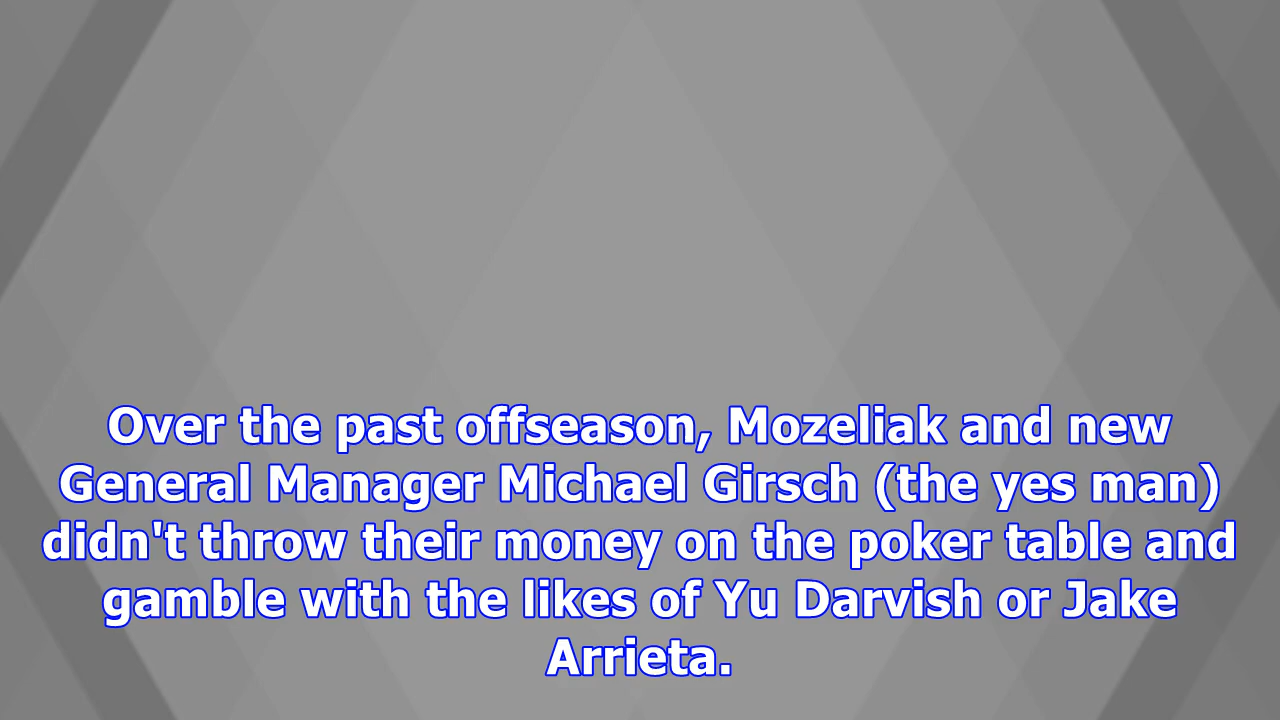 Over the past offseason, Mozeliak and new
General Manager Michael Girsch (the yes man)
didn't throw their money on the poker table and
gamble with the likes of Yu Darvish or Jake
Arrieta.